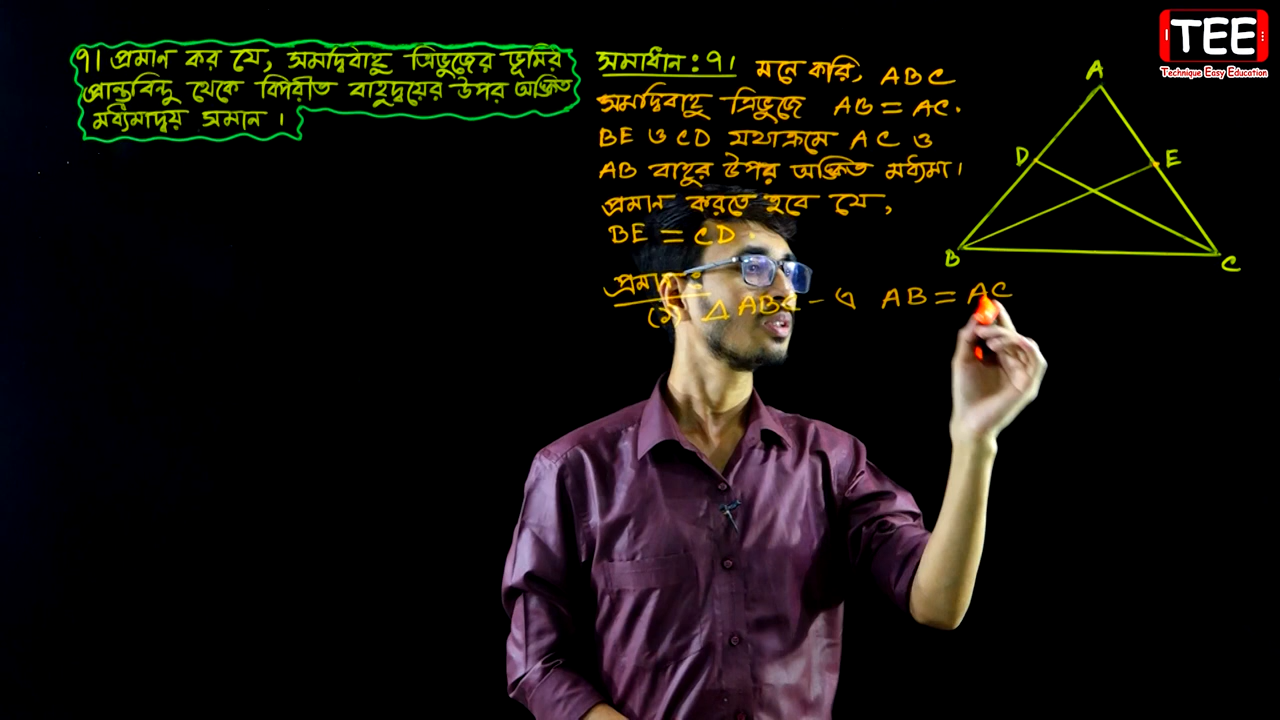 ৭। প্রমান কর যে, সমদ্বিবাহু ত্রিভুজের ভূমির
প্রান্তবিন্দু থেকে বিপরীত বাহুদ্বয়ের উপর অঙ্কিত
মধ্যমাদ্বয় সমান।
সমাধান : ৭। মনে করি, ABC
সমদ্বিবাহু ত্রিভুজে AB = AC.
BE ও CD যথাক্রমে AC ও
AB বাহুর উপর অঙ্কিত মধ্যমা।
প্রমান করতে হবে যে,
BE = CD.
প্রমান :
(১) △ ABC - এ AB = AC
A
D
E
B
C
TEE
Technique Easy Education